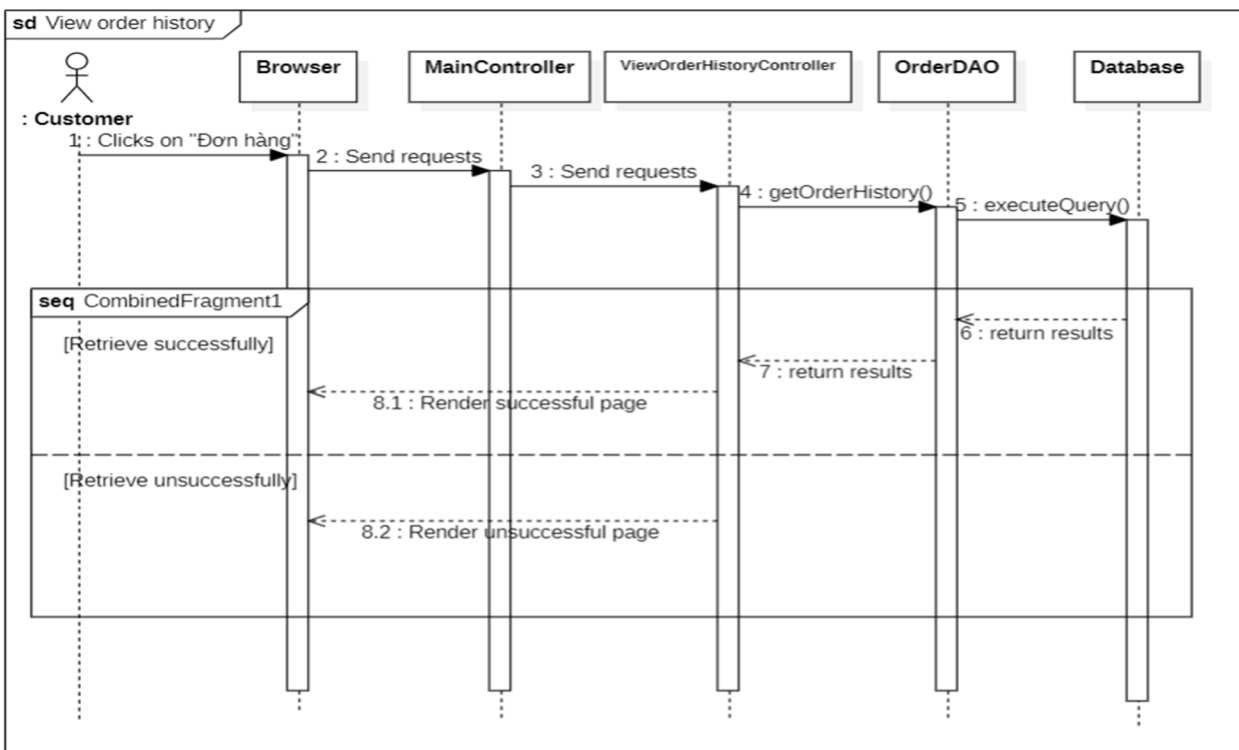 sd View order history
Browser
MainController
ViewOrderHistoryController
OrderDAO
Database
: Customer
1 : Clicks on "Đơn hàng"
2 : Send requests
3 : Send requests
4 : getOrderHistory()
5 : executeQuery()
seq CombinedFragment1
[Retrieve successfully]
6 : return results
7 : return results
8.1 : Render successful page
[Retrieve unsuccessfully]
8.2 : Render unsuccessful page